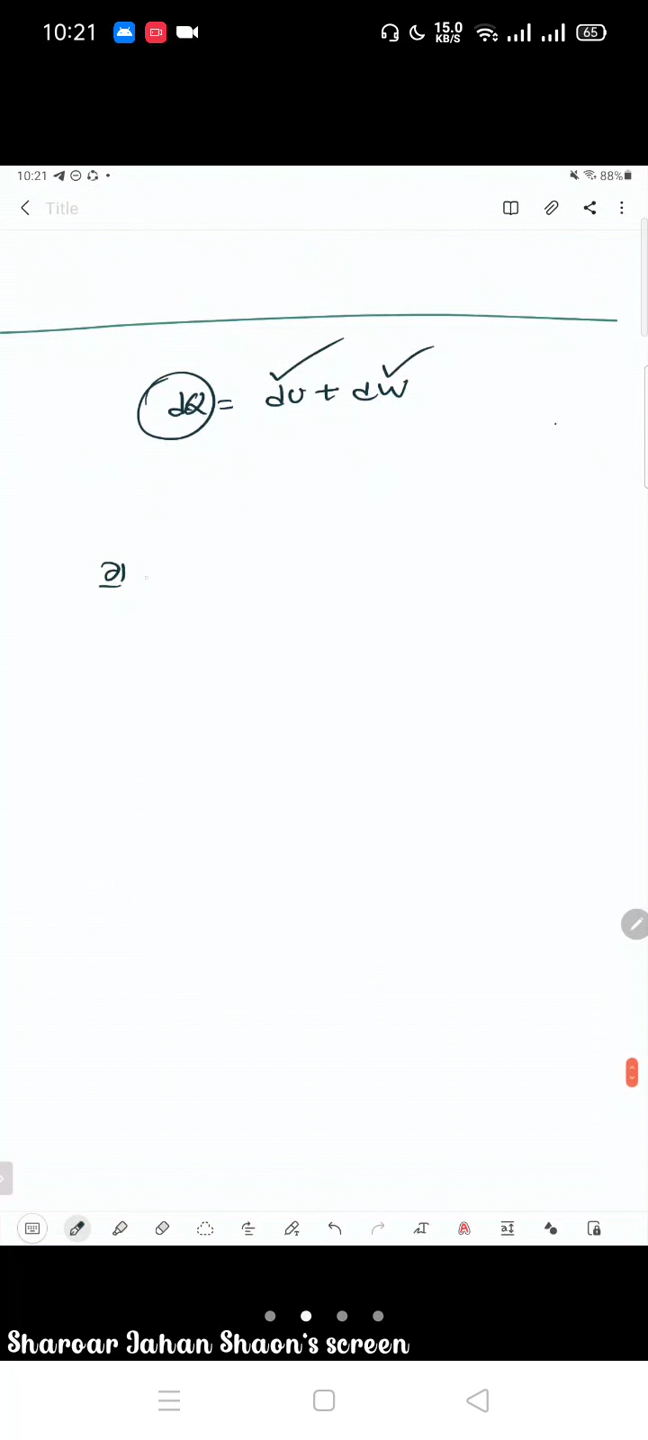 10:21 15.0 KB/S 65
10:21 88%
Title
dQ = dU + dW
Sharoar Jahan Shaon's screen